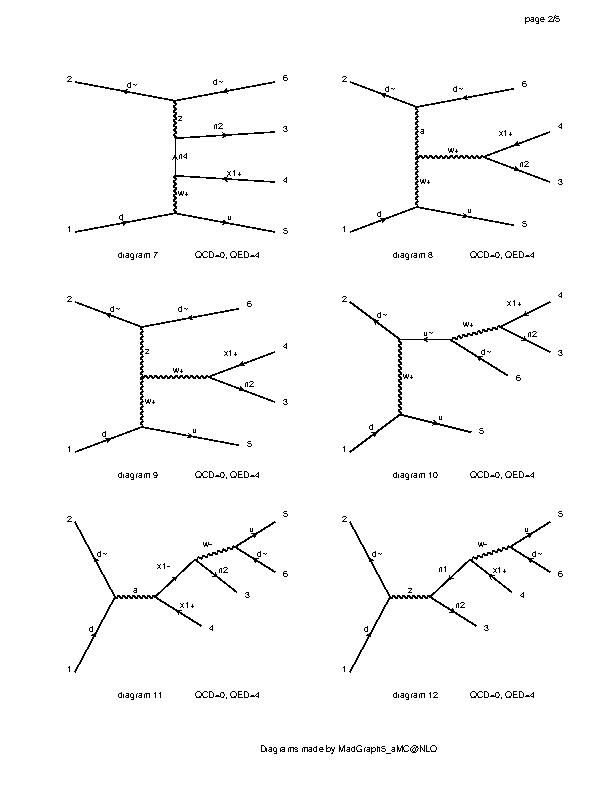 page 2/5
2 d~ d~ 6
z n2 3
n4
x1+ 4
w+
1 d u 5
diagram 7 QCD=0, QED=4
2 d~ d~ 6
a x1+ 4
w+
n2
w+ 3
1 d u 5
diagram 8 QCD=0, QED=4
2 d~ d~ 6
z x1+ 4
w+
n2
w+ 3
1 d u 5
diagram 9 QCD=0, QED=4
2 x1+ 4
d~ w+
u~ n2
d~ 3
w+ 6
d u 5
1
diagram 10 QCD=0, QED=4
2 5
u
w- d~
d~ x1- 6
n2
a 3
x1+
d 4
1
diagram 11 QCD=0, QED=4
2 5
u
w- d~
d~ n1 6
x1+
z 4
n2
d 3
1
diagram 12 QCD=0, QED=4
Diagrams made by MadGraph5_aMC@NLO